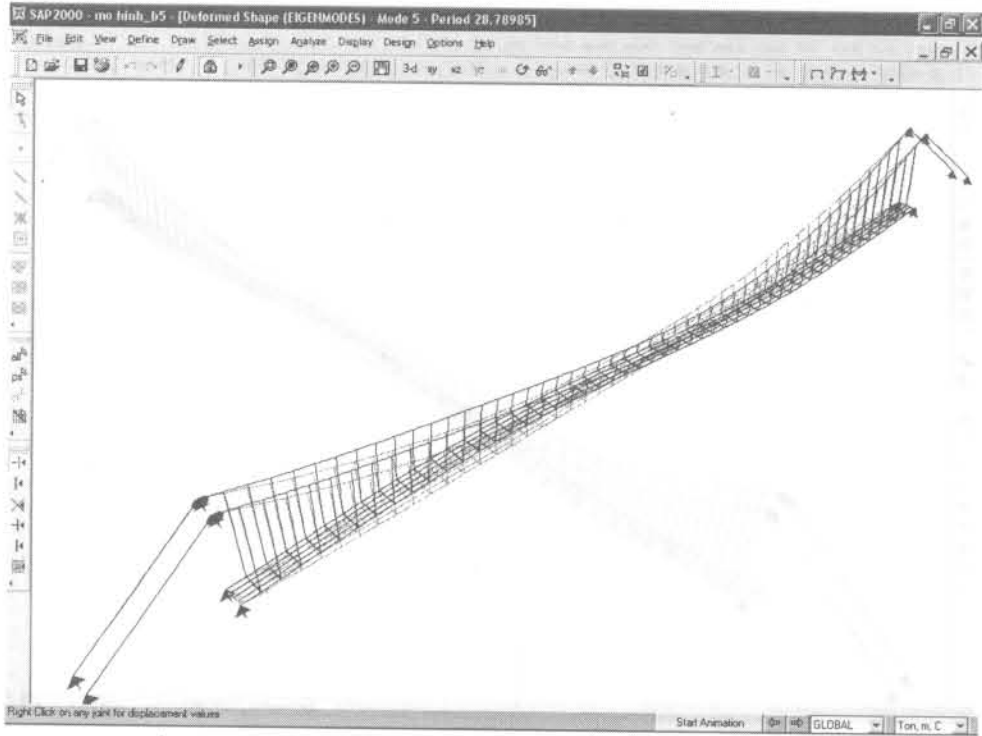 SAP2000 - mo hinh_b5 - [Deformed Shape (EIGENMODES) - Mode 5 - Period 28.78985]
File Edit View Define Draw Select Assign Analyze Display Design Options Help
3-d xy xz
Right Click on any joint for displacement values
Start Animation
GLOBAL
Ton, m, C